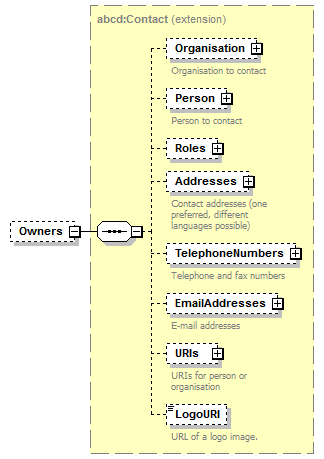 abcd:Contact (extension)
Organisation
Organisation to contact
Person
Person to contact
Roles
Addresses
Contact addresses (one
preferred, different
languages possible)
Owners
TelephoneNumbers
Telephone and fax numbers
EmailAddresses
E-mail addresses
URIs
URIs for person or
organisation
LogoURI
URL of a logo image.